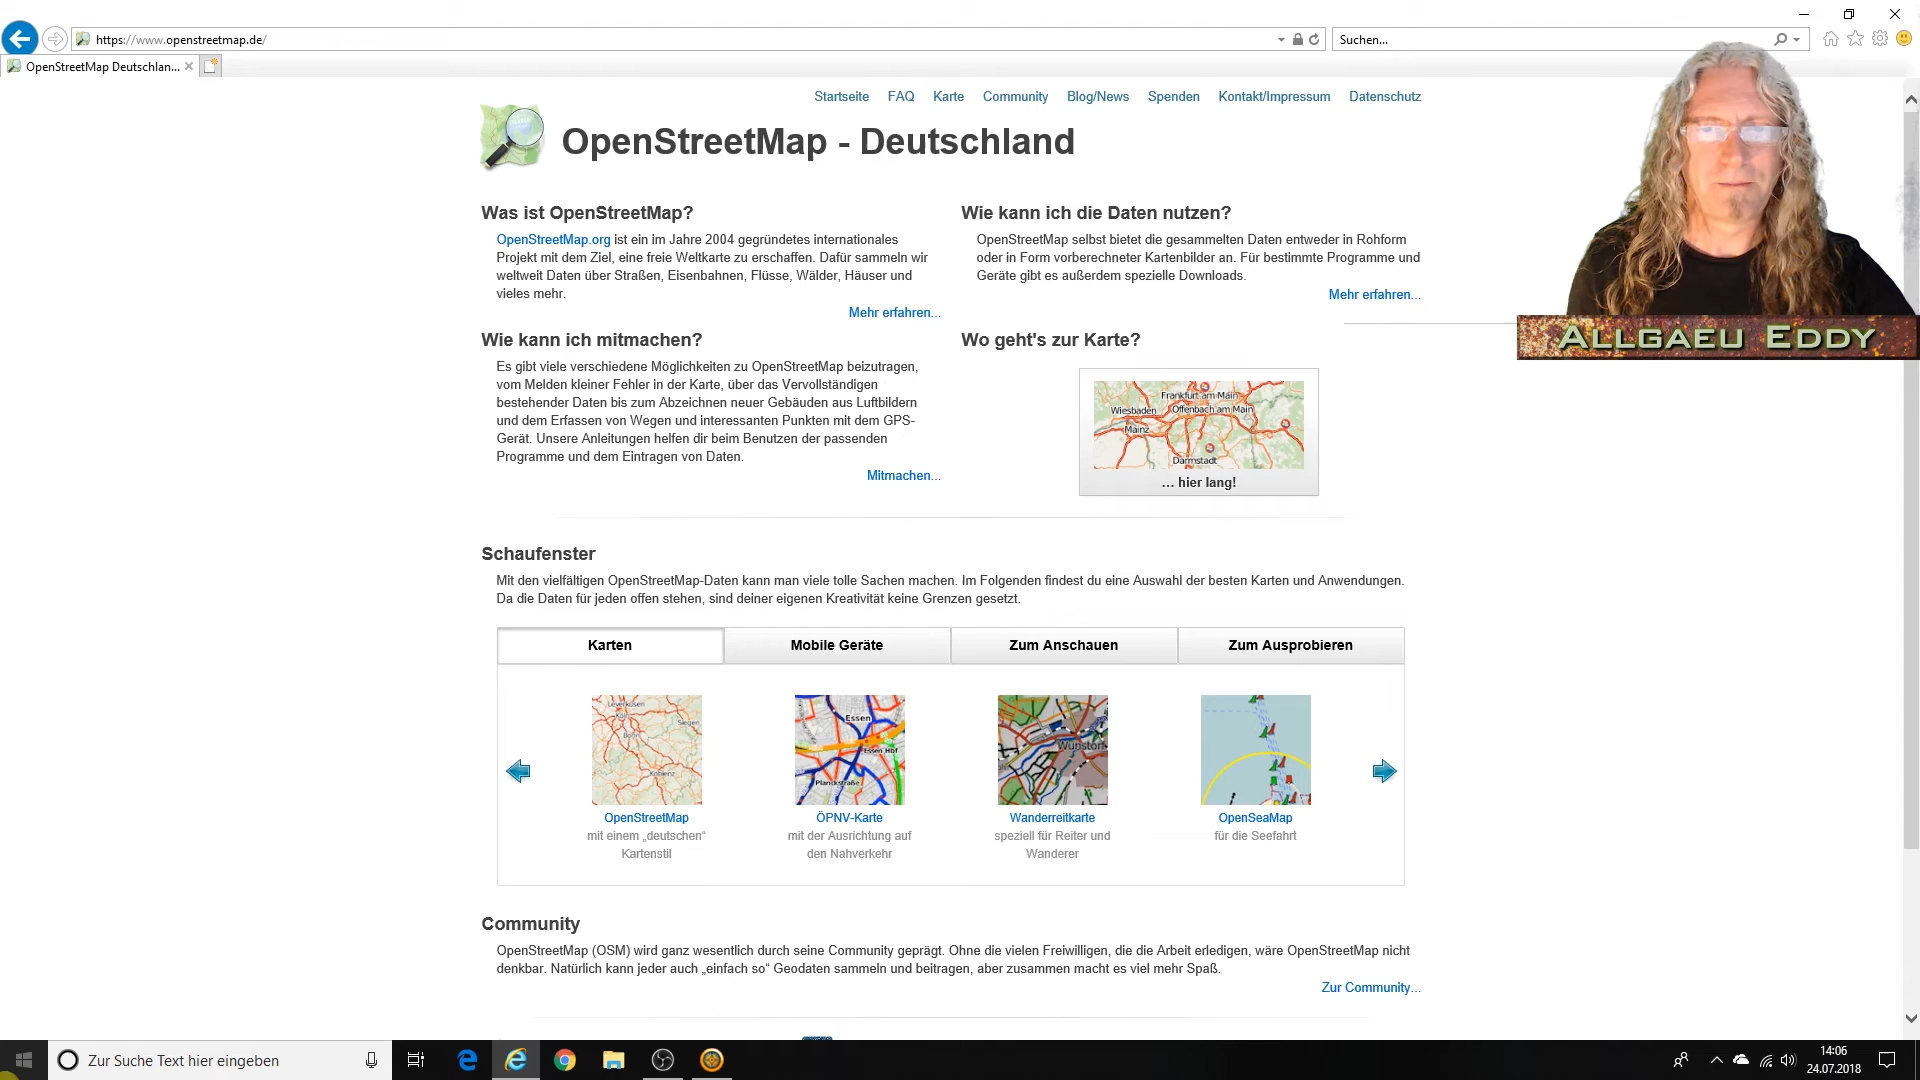 https://www.openstreetmap.de/
Suchen...
OpenStreetMap Deutschlan...
Startseite FAQ Karte Community Blog/News Spenden Kontakt/Impressum Datenschutz
OpenStreetMap - Deutschland
Was ist OpenStreetMap?
OpenStreetMap.org ist ein im Jahre 2004 gegründetes internationales
Projekt mit dem Ziel, eine freie Weltkarte zu erschaffen. Dafür sammeln wir
weltweit Daten über Straßen, Eisenbahnen, Flüsse, Wälder, Häuser und
vieles mehr.
Mehr erfahren...
Wie kann ich die Daten nutzen?
OpenStreetMap selbst bietet die gesammelten Daten entweder in Rohform
oder in Form vorberechneter Kartenbilder an. Für bestimmte Programme und
Geräte gibt es außerdem spezielle Downloads.
Mehr erfahren...
ALLGAEU EDDY
Wie kann ich mitmachen?
Es gibt viele verschiedene Möglichkeiten zu OpenStreetMap beizutragen,
vom Melden kleiner Fehler in der Karte, über das Vervollständigen
bestehender Daten bis zum Abzeichnen neuer Gebäuden aus Luftbildern
und dem Erfassen von Wegen und interessanten Punkten mit dem GPS-
Gerät. Unsere Anleitungen helfen dir beim Benutzen der passenden
Programme und dem Eintragen von Daten.
Mitmachen...
Wo geht's zur Karte?
Frankfurt am Main
Wiesbaden
Offenbach am Main
Mainz
Darmstadt
... hier lang!
Schaufenster
Mit den vielfältigen OpenStreetMap-Daten kann man viele tolle Sachen machen. Im Folgenden findest du eine Auswahl der besten Karten und Anwendungen.
Da die Daten für jeden offen stehen, sind deiner eigenen Kreativität keine Grenzen gesetzt.
Karten Mobile Geräte Zum Anschauen Zum Ausprobieren
Leverkusen
Köln
Siegen
Bonn
Koblenz
Essen
Essen Hbf
Planckstraße
Wunstorf
OpenStreetMap
mit einem „deutschen“
Kartenstil
ÖPNV-Karte
mit der Ausrichtung auf
den Nahverkehr
Wanderreitkarte
speziell für Reiter und
Wanderer
OpenSeaMap
für die Seefahrt
Community
OpenStreetMap (OSM) wird ganz wesentlich durch seine Community geprägt. Ohne die vielen Freiwilligen, die die Arbeit erledigen, wäre OpenStreetMap nicht
denkbar. Natürlich kann jeder auch „einfach so“ Geodaten sammeln und beitragen, aber zusammen macht es viel mehr Spaß.
Zur Community...
Zur Suche Text hier eingeben
14:06
24.07.2018